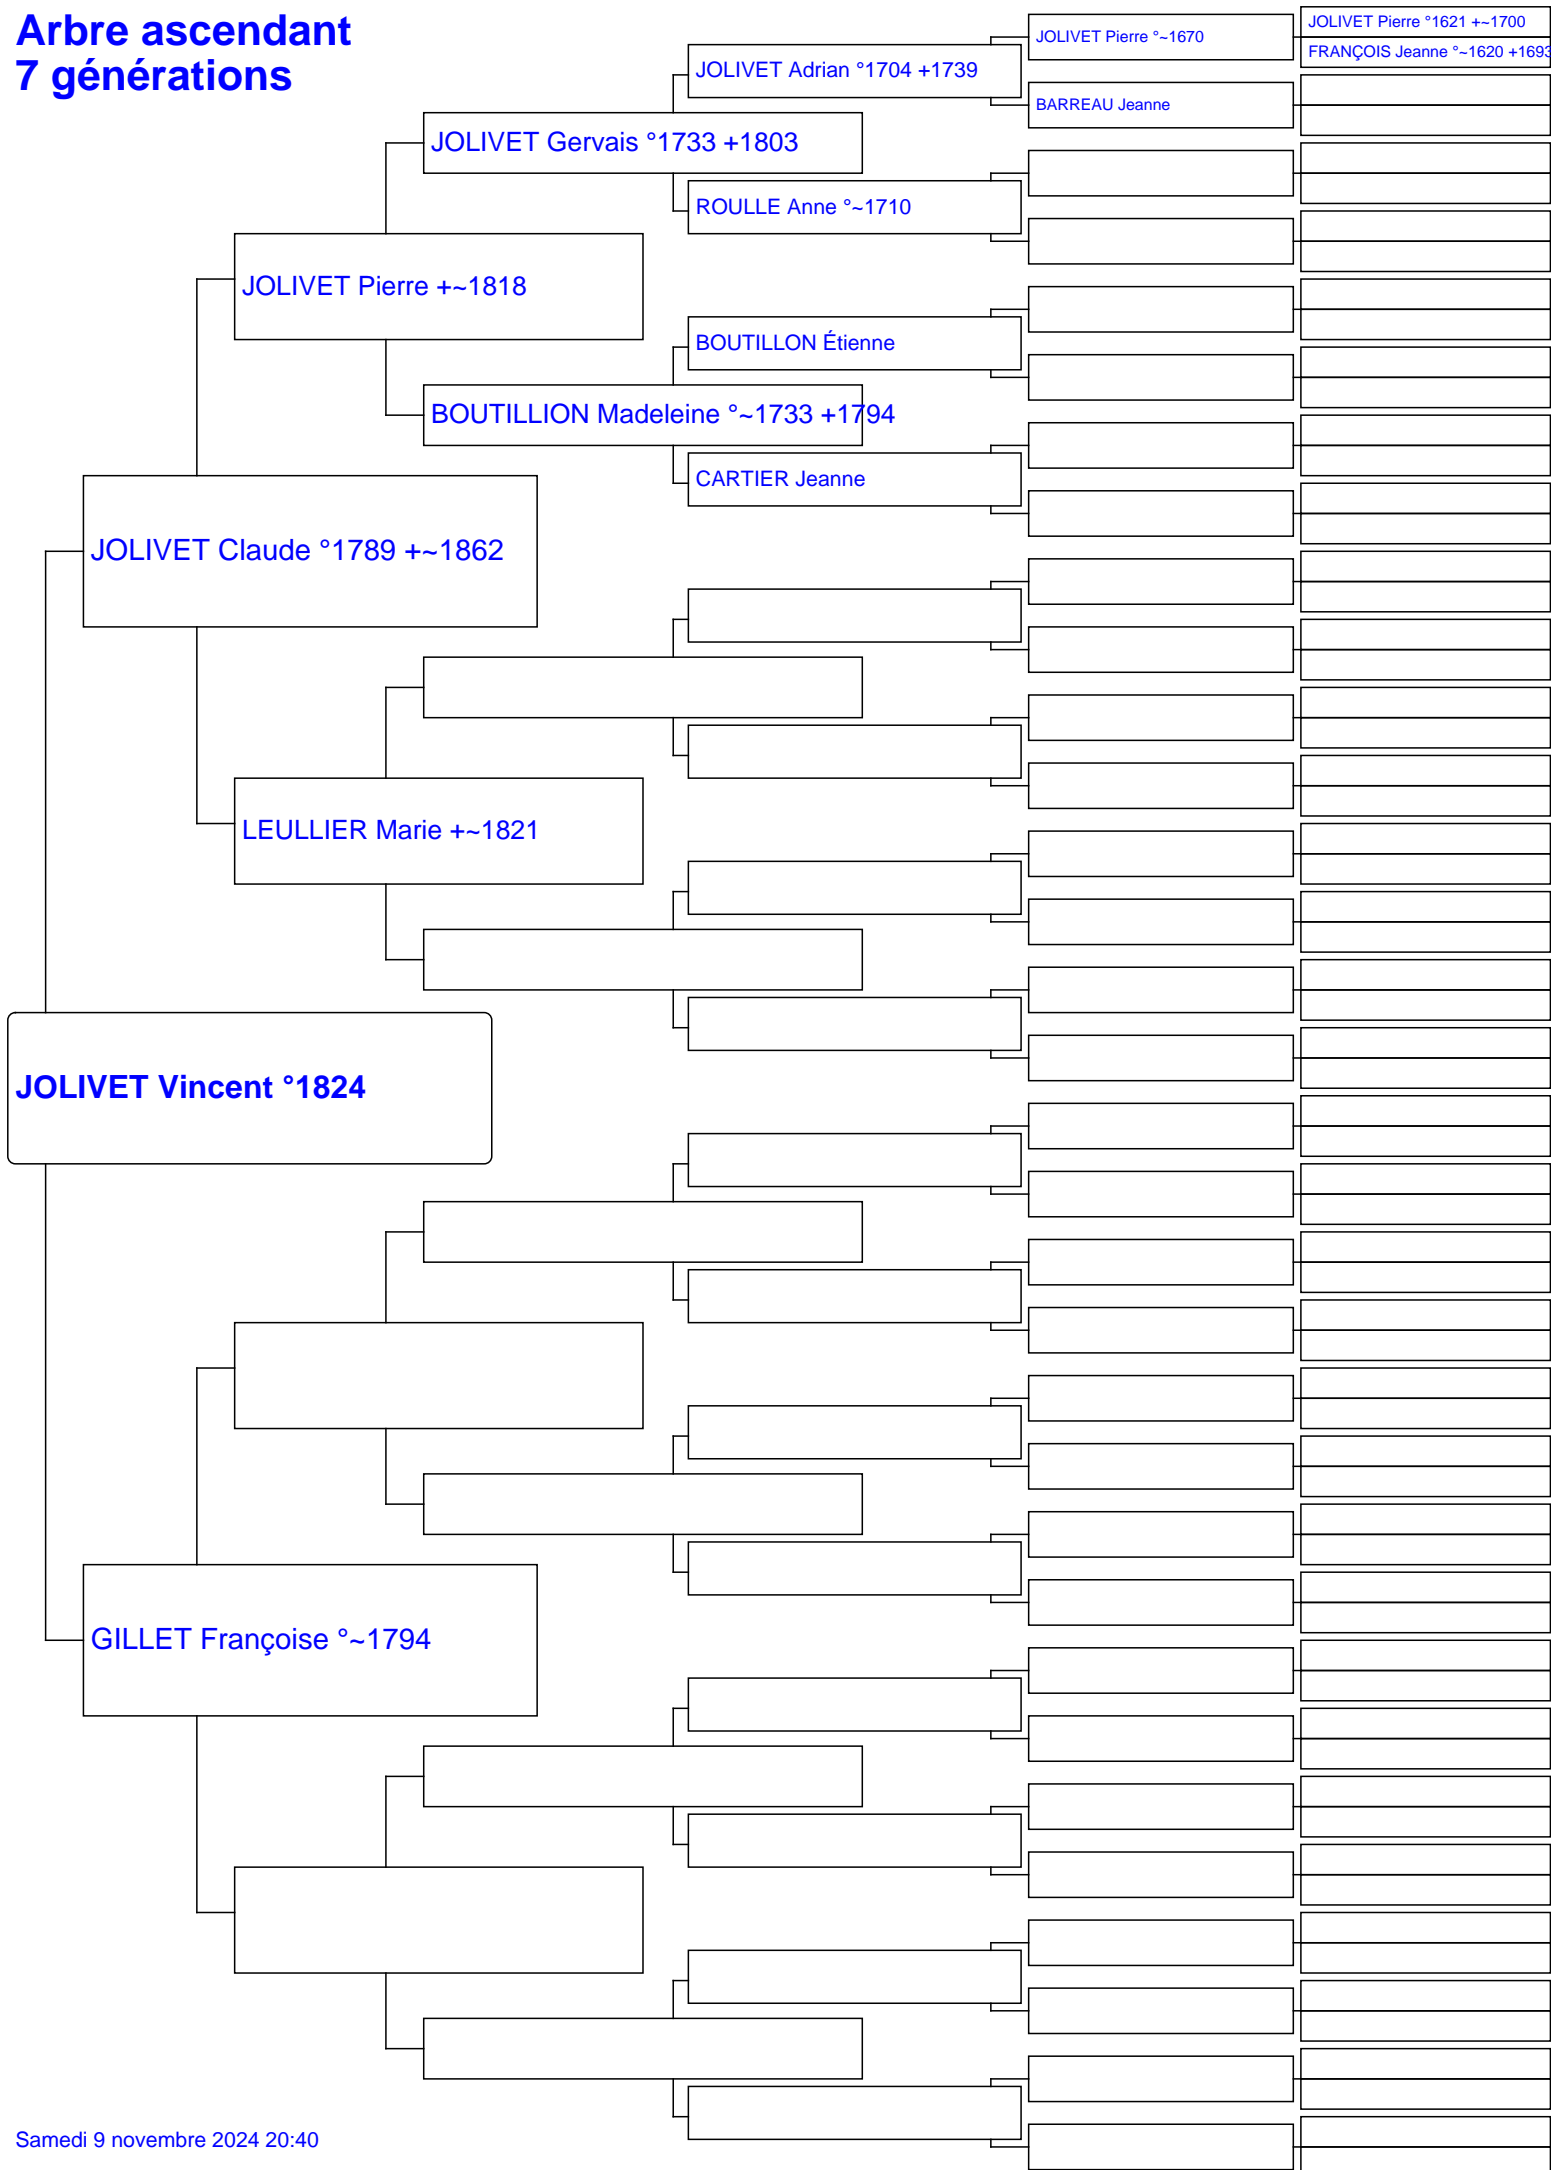 Arbre ascendant
7 générations
JOLIVET Pierre °1621 +~1700
FRANÇOIS Jeanne °~1620 +1693
JOLIVET Pierre °~1670
JOLIVET Adrian °1704 +1739
BARREAU Jeanne
JOLIVET Gervais °1733 +1803
ROULLE Anne °~1710
JOLIVET Pierre +~1818
BOUTILLON Étienne
BOUTILLION Madeleine °~1733 +1794
CARTIER Jeanne
JOLIVET Claude °1789 +~1862
LEULLIER Marie +~1821
JOLIVET Vincent °1824
GILLET Françoise °~1794
Samedi 9 novembre 2024 20:40